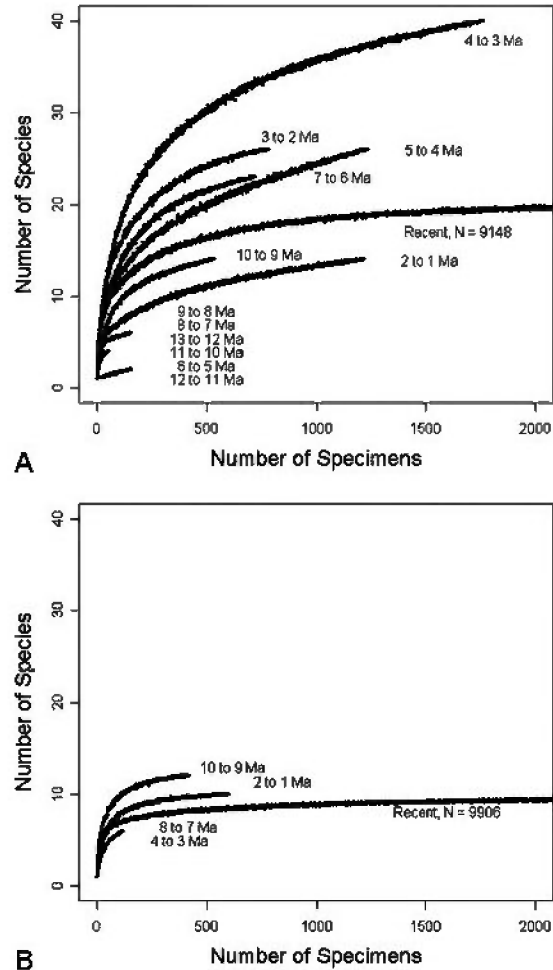 40
30
20
10
0
Number of Species
4 to 3 Ma
3 to 2 Ma
5 to 4 Ma
7 to 6 Ma
Recent, N = 9148
10 to 9 Ma
2 to 1 Ma
9 to 8 Ma
8 to 7 Ma
13 to 12 Ma
11 to 10 Ma
6 to 5 Ma
12 to 11 Ma
0 500 1000 1500 2000
Number of Specimens
A
40
30
20
10
0
Number of Species
10 to 9 Ma
2 to 1 Ma
Recent, N = 9906
8 to 7 Ma
4 to 3 Ma
0 500 1000 1500 2000
Number of Specimens
B